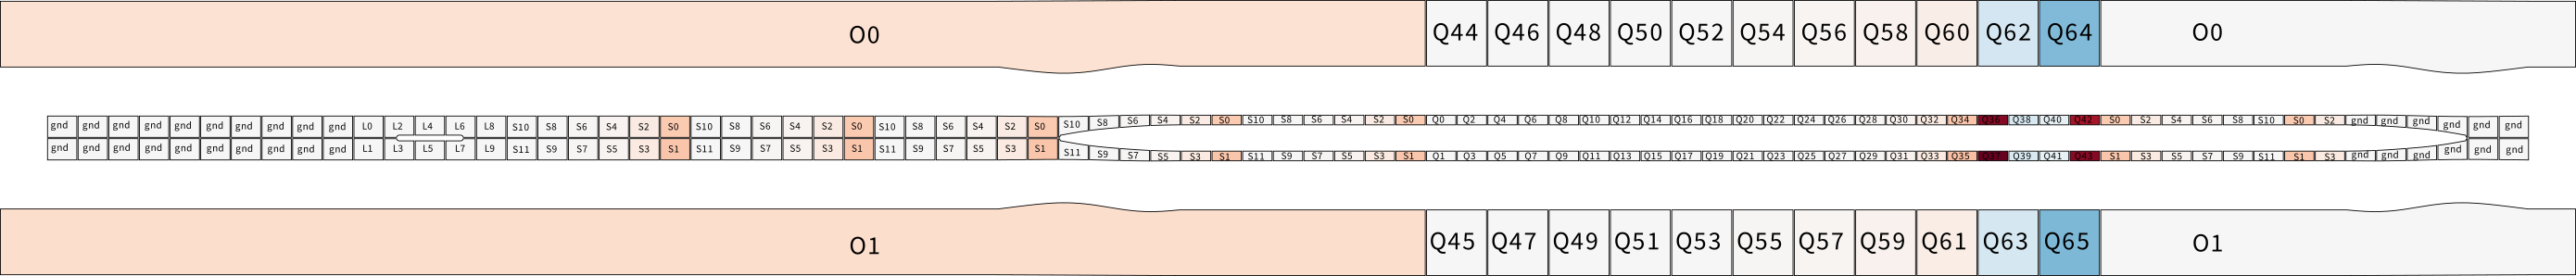 O0 Q44 Q46 Q48 Q50 Q52 Q54 Q56 Q58 Q60 Q62 Q64 O0
gnd gnd gnd gnd gnd gnd gnd gnd gnd gnd L0 L2 L4 L6 L8 S10 S8 S6 S4 S2 S0 S10 S8 S6 S4 S2 S0 S10 S8 S6 S4 S2 S0 S10 S8 S6 S4 S2 S0 S10 S8 S6 S4 S2 S0 Q0 Q2 Q4 Q6 Q8 Q10 Q12 Q14 Q16 Q18 Q20 Q22 Q24 Q26 Q28 Q30 Q32 Q34 Q36 Q38 Q40 Q42 S0 S2 S4 S6 S8 S10 S0 S2 gnd gnd gnd gnd gnd gnd
gnd gnd gnd gnd gnd gnd gnd gnd gnd gnd L1 L3 L5 L7 L9 S11 S9 S7 S5 S3 S1 S11 S9 S7 S5 S3 S1 S11 S9 S7 S5 S3 S1 S11 S9 S7 S5 S3 S1 S11 S9 S7 S5 S3 S1 Q1 Q3 Q5 Q7 Q9 Q11 Q13 Q15 Q17 Q19 Q21 Q23 Q25 Q27 Q29 Q31 Q33 Q35 Q37 Q39 Q41 Q43 S1 S3 S5 S7 S9 S11 S1 S3 gnd gnd gnd gnd gnd gnd
O1 Q45 Q47 Q49 Q51 Q53 Q55 Q57 Q59 Q61 Q63 Q65 O1